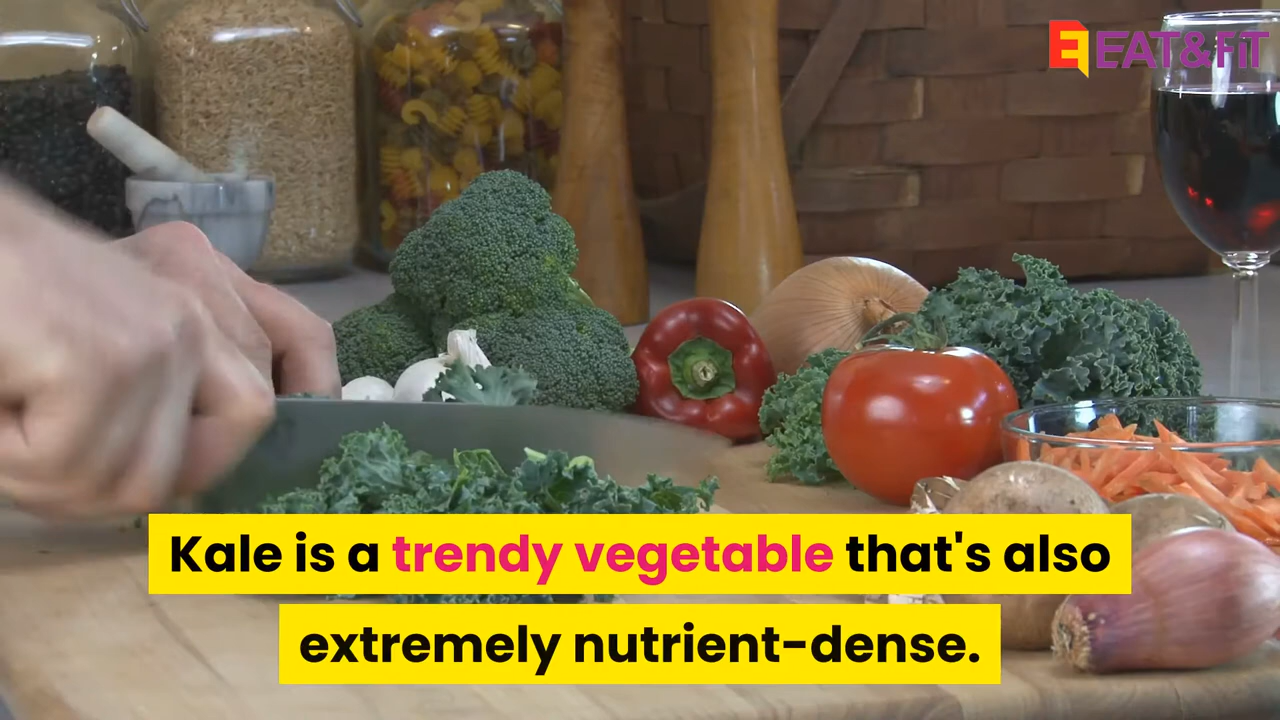 EAT&FiT
Kale is a trendy vegetable that's also
extremely nutrient-dense.